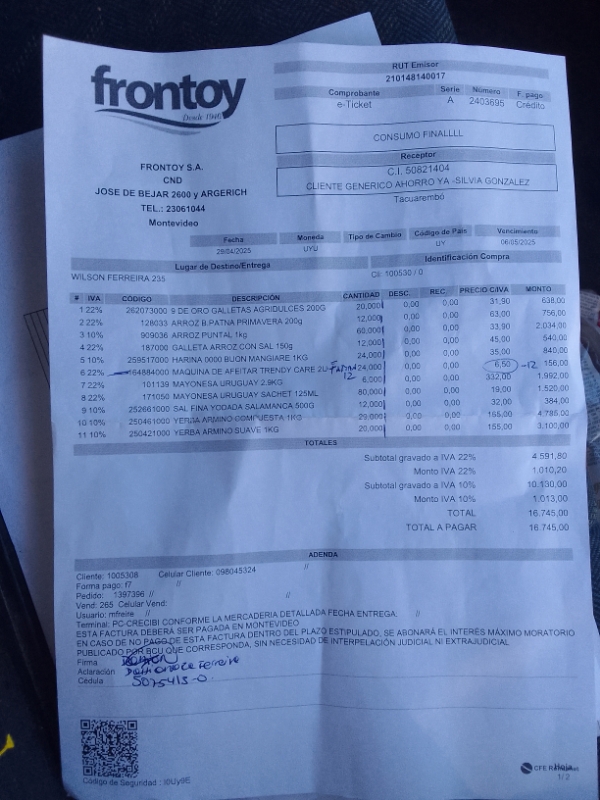 frontoy
Desde 1946
RUT Emisor
210148140017
Comprobante Serie Número F. pago
e-Ticket A 2403695 Crédito
CONSUMO FINALLLL
Receptor
C.I. 50821404
CLIENTE GENERICO AHORRO YA -SILVIA GONZALEZ
Tacuarembó
FRONTOY S.A.
CND
JOSE DE BEJAR 2600 y ARGERICH
TEL.: 23061044
Montevideo
Fecha Moneda Tipo de Cambio Código de País Vencimiento
29/04/2025 UYU UY 06/05/2025
Lugar de Destino/Entrega Identificación Compra
WILSON FERREIRA 235 Cli: 100530 / 0
# IVA CÓDIGO DESCRIPCIÓN CANTIDAD DESC. REC. PRECIO C/IVA MONTO
1 22% 262073000 9 DE ORO GALLETAS AGRIDULCES 200G 20,000 0,00 0,00 31,90 638,00
2 22% 128033 ARROZ B.PATNA PRIMAVERA 200g 12,000 0,00 0,00 63,00 756,00
3 10% 909036 ARROZ PUNTAL 1kg 60,000 0,00 0,00 33,90 2.034,00
4 22% 187000 GALLETA ARROZ CON SAL 150g 12,000 0,00 0,00 45,00 540,00
5 10% 259517000 HARINA 0000 BUON MANGIARE 1KG 24,000 0,00 0,00 35,00 840,00
6 22% 164884000 MAQUINA DE AFEITAR TRENDY CARE 2U 24,000 0,00 0,00 6,50 -12 156,00
12
7 22% 101139 MAYONESA URUGUAY 2.9KG 6,000 0,00 0,00 332,00 1.992,00
8 22% 171050 MAYONESA URUGUAY SACHET 125ML 80,000 0,00 0,00 19,00 1.520,00
9 10% 252661000 SAL FINA YODADA SALAMANCA 500G 12,000 0,00 0,00 32,00 384,00
10 10% 250461000 YERBA ARMIÑO COMPUESTA 1KG 29,000 0,00 0,00 165,00 4.785,00
11 10% 250421000 YERBA ARMIÑO SUAVE 1KG 20,000 0,00 0,00 155,00 3.100,00
TOTALES
Subtotal gravado a IVA 22% 4.591,80
Monto IVA 22% 1.010,20
Subtotal gravado a IVA 10% 10.130,00
Monto IVA 10% 1.013,00
TOTAL 16.745,00
TOTAL A PAGAR 16.745,00
ADENDA
Cliente: 1005308 Celular Cliente: 098045324 //
Forma pago: f7 //
Pedido: 1397396 // //
Vend: 265 Celular Vend:
Usuario: mfreire //
Terminal: PC-CRECIBI CONFORME LA MERCADERIA DETALLADA FECHA ENTREGA: //
ESTA FACTURA DEBERÁ SER PAGADA EN MONTEVIDEO
EN CASO DE NO PAGO DE ESTA FACTURA DENTRO DEL PLAZO ESTIPULADO, SE ABONARÁ EL INTERÉS MÁXIMO MORATORIO
PUBLICADO POR BCU QUE CORRESPONDA, SIN NECESIDAD DE INTERPELACIÓN JUDICIAL NI EXTRAJUDICIAL
Firma
Aclaración Ferreira
Cédula
Código de Seguridad : I0Uy9E
Hoja
1/ 2